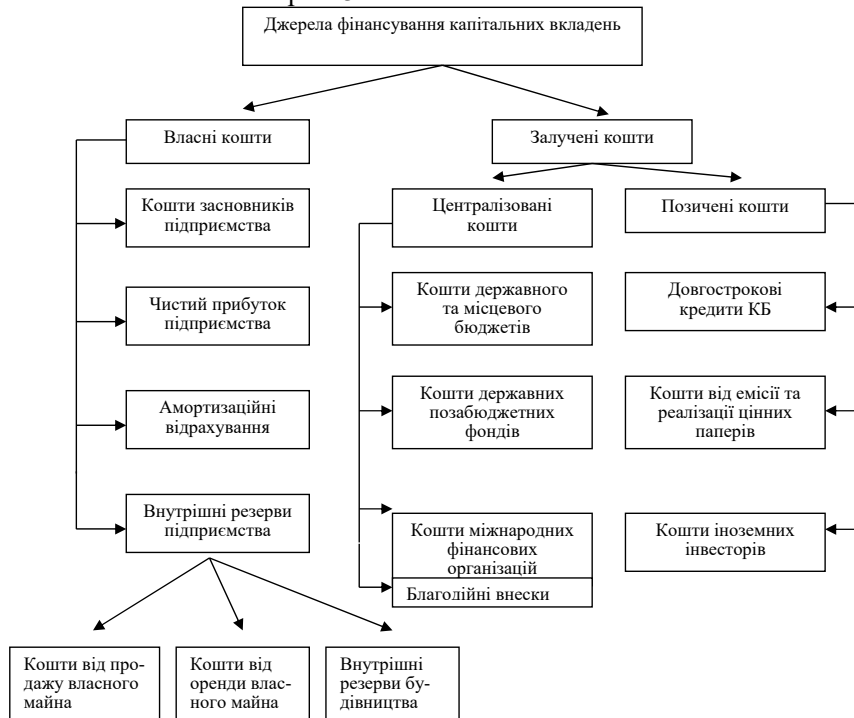 Джерела фінансування капітальних вкладень
Власні кошти
Залучені кошти
Кошти засновників
підприємства
Централізовані
кошти
Позичені кошти
Чистий прибуток
підприємства
Кошти державного
та місцевого
бюджетів
Довгострокові
кредити КБ
Амортизаційні
відрахування
Кошти державних
позабюджетних
фондів
Кошти від емісії та
реалізації цінних
паперів
Внутрішні резерви
підприємства
Кошти міжнародних
фінансових
організацій
Кошти іноземних
інвесторів
Благодійні внески
Кошти від про-
дажу власного
майна
Кошти від
оренди влас-
ного майна
Внутрішні
резерви бу-
дівництва